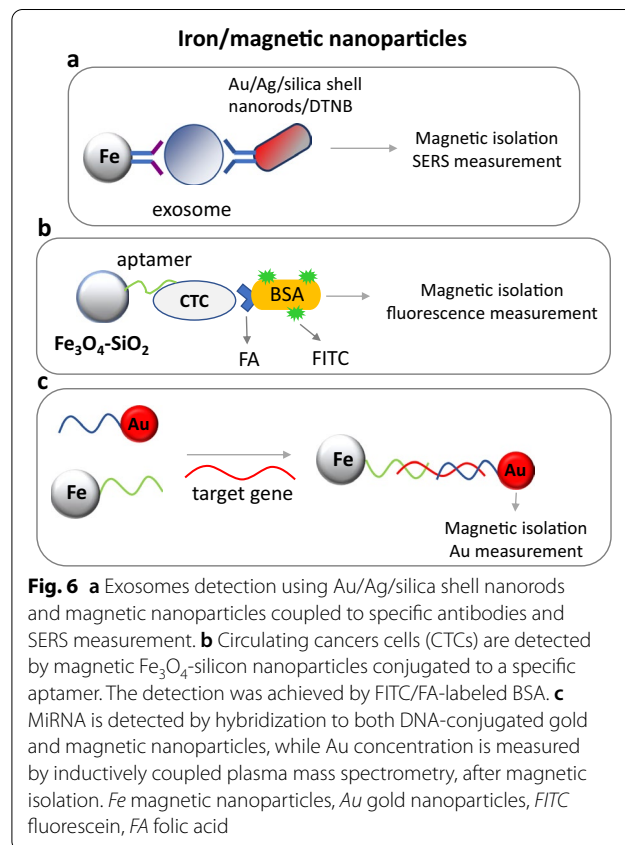 Iron/magnetic nanoparticles
a
Au/Ag/silica shell
nanorods/DTNB
Fe
Magnetic isolation
SERS measurement
exosome
b
aptamer
CTC
BSA
Magnetic isolation
fluorescence measurement
Fe₃O₄-SiO₂
FA
FITC
c
Au
Fe
target gene
Fe
Au
Magnetic isolation
Au measurement
Fig. 6 a Exosomes detection using Au/Ag/silica shell nanorods
and magnetic nanoparticles coupled to specific antibodies and
SERS measurement. b Circulating cancers cells (CTCs) are detected
by magnetic Fe₃O₄-silicon nanoparticles conjugated to a specific
aptamer. The detection was achieved by FITC/FA-labeled BSA. c
MiRNA is detected by hybridization to both DNA-conjugated gold
and magnetic nanoparticles, while Au concentration is measured
by inductively coupled plasma mass spectrometry, after magnetic
isolation. Fe magnetic nanoparticles, Au gold nanoparticles, FITC
fluorescein, FA folic acid